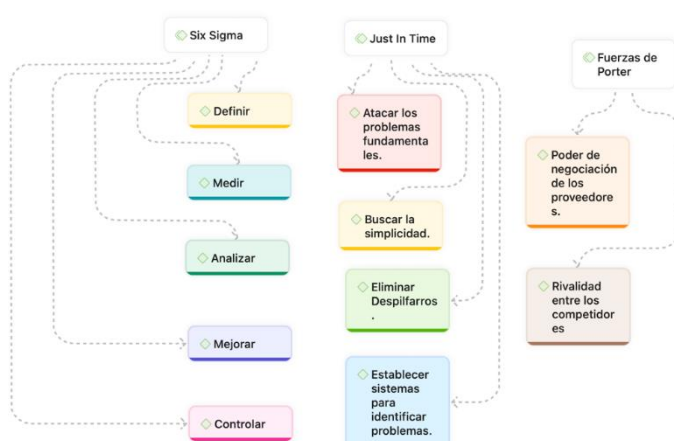 Six Sigma
Definir
Medir
Analizar
Mejorar
Controlar
Just In Time
Atacar los
problemas
fundamenta
les.
Buscar la
simplicidad.
Eliminar
Despilfarros
.
Establecer
sistemas
para
identificar
problemas.
Fuerzas de
Porter
Poder de
negociación
de los
proveedore
s.
Rivalidad
entre los
competidor
es